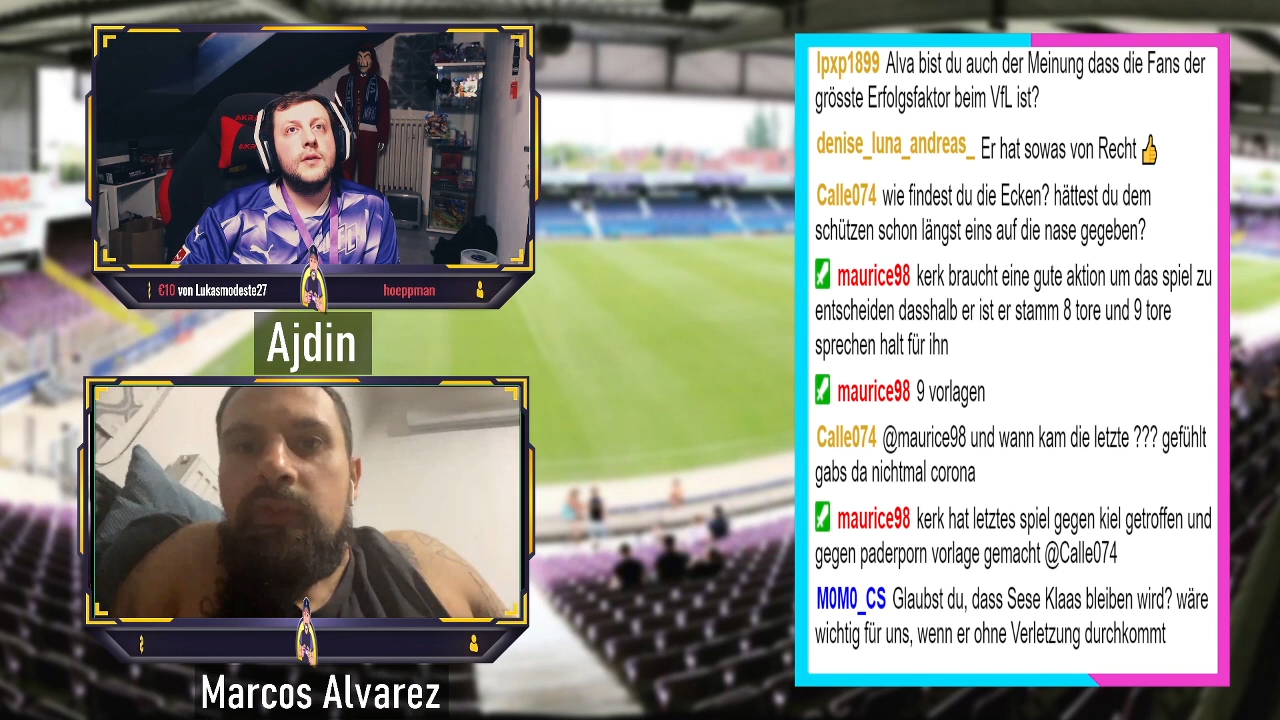 AKRA
AKR
€10 von Lukasmodeste27
hoeppman
Ajdin
Marcos Alvarez
lpxp1899 Alva bist du auch der Meinung dass die Fans der
grösste Erfolgsfaktor beim VfL ist?
denise_luna_andreas_ Er hat sowas von Recht👍
Calle074 wie findest du die Ecken? hättest du dem
schützen schon längst eins auf die nase gegeben?
maurice98 kerk braucht eine gute aktion um das spiel zu
entscheiden dasshalb er ist er stamm 8 tore und 9 tore
sprechen halt für ihn
maurice98 9 vorlagen
Calle074 @maurice98 und wann kam die letzte ??? gefühlt
gabs da nichtmal corona
maurice98 kerk hat letztes spiel gegen kiel getroffen und
gegen paderporn vorlage gemacht @Calle074
M0M0_CS Glaubst du, dass Sese Klaas bleiben wird? wäre
wichtig für uns, wenn er ohne Verletzung durchkommt